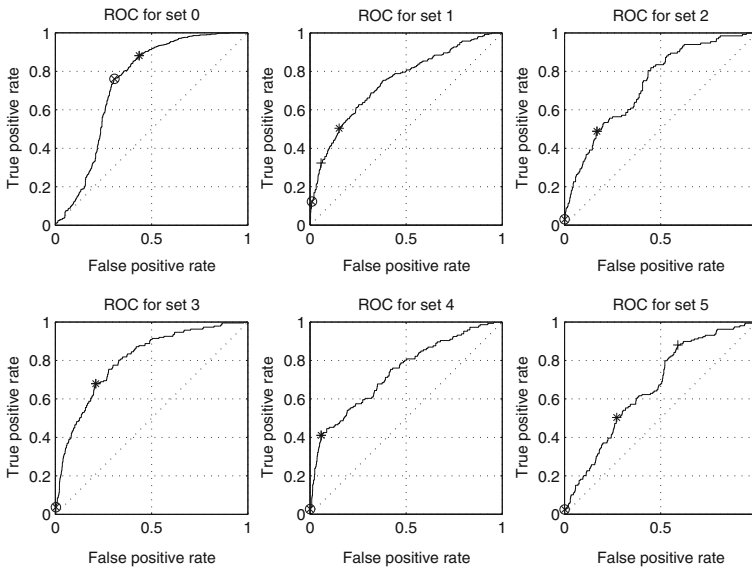 ROC for set 0
1
0.8
0.6
0.4
0.2
0
0 0.5 1
True positive rate
False positive rate
ROC for set 1
1
0.8
0.6
0.4
0.2
0
0 0.5 1
True positive rate
False positive rate
ROC for set 2
1
0.8
0.6
0.4
0.2
0
0 0.5 1
True positive rate
False positive rate
ROC for set 3
1
0.8
0.6
0.4
0.2
0
0 0.5 1
True positive rate
False positive rate
ROC for set 4
1
0.8
0.6
0.4
0.2
0
0 0.5 1
True positive rate
False positive rate
ROC for set 5
1
0.8
0.6
0.4
0.2
0
0 0.5 1
True positive rate
False positive rate